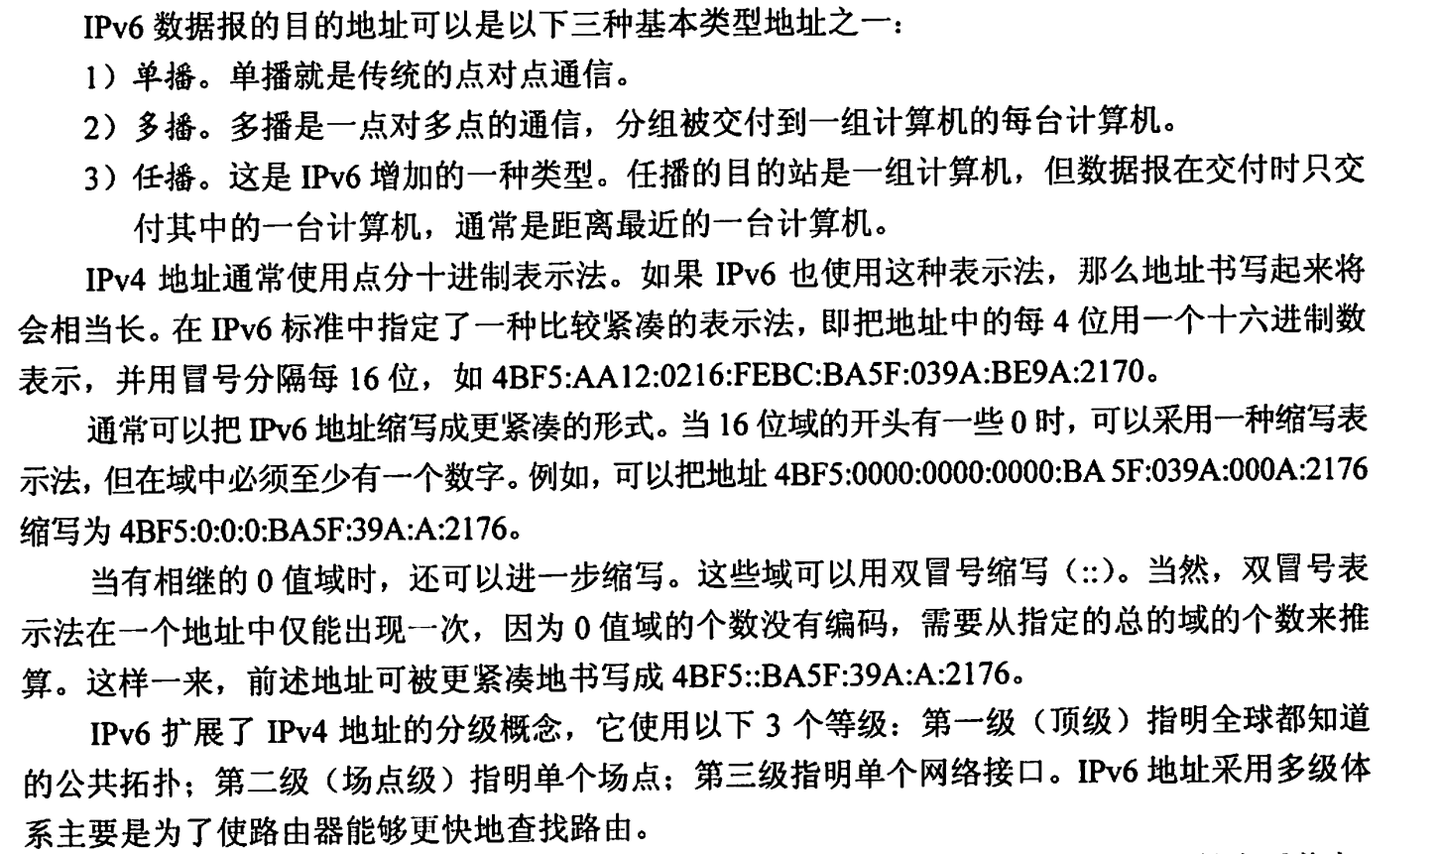 IPv6 数据报的目的地址可以是以下三种基本类型地址之一：
1）单播。单播就是传统的点对点通信。
2）多播。多播是一点对多点的通信，分组被交付到一组计算机的每台计算机。
3）任播。这是 IPv6 增加的一种类型。任播的目的站是一组计算机，但数据报在交付时只交
付其中的一台计算机，通常是距离最近的一台计算机。
IPv4 地址通常使用点分十进制表示法。如果 IPv6 也使用这种表示法，那么地址书写起来将
会相当长。在 IPv6 标准中指定了一种比较紧凑的表示法，即把地址中的每 4 位用一个十六进制数
表示，并用冒号分隔每 16 位，如 4BF5:AA12:0216:FEBC:BA5F:039A:BE9A:2170。
通常可以把 IPv6 地址缩写成更紧凑的形式。当 16 位域的开头有一些 0 时，可以采用一种缩写表
示法，但在域中必须至少有一个数字。例如，可以把地址 4BF5:0000:0000:0000:BA 5F:039A:000A:2176
缩写为 4BF5:0:0:0:BA5F:39A:A:2176。
当有相继的 0 值域时，还可以进一步缩写。这些域可以用双冒号缩写（::）。当然，双冒号表
示法在一个地址中仅能出现一次，因为 0 值域的个数没有编码，需要从指定的总的域的个数来推
算。这样一来，前述地址可被更紧凑地书写成 4BF5::BA5F:39A:A:2176。
IPv6 扩展了 IPv4 地址的分级概念，它使用以下 3 个等级：第一级（顶级）指明全球都知道
的公共拓扑；第二级（场点级）指明单个场点；第三级指明单个网络接口。IPv6 地址采用多级体
系主要是为了使路由器能够更快地查找路由。